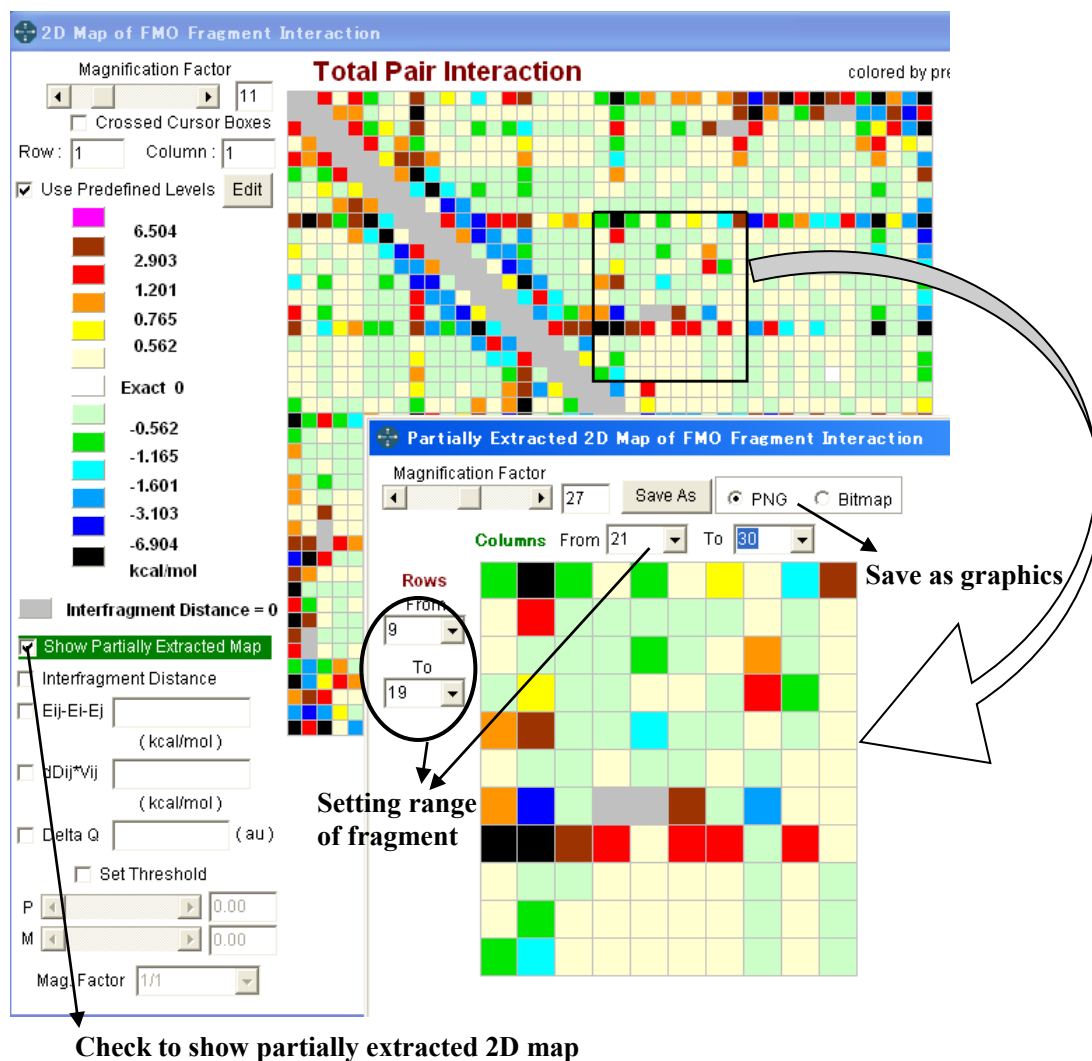 2D Map of FMO Fragment Interaction
Magnification Factor
11
Crossed Cursor Boxes
Row : 1 Column : 1
Use Predefined Levels Edit
6.504
2.903
1.201
0.765
0.562
Exact 0
-0.562
-1.165
-1.601
-3.103
-6.904
kcal/mol
Interfragment Distance = 0
Show Partially Extracted Map
Interfragment Distance
Eij-Ei-Ej
( kcal/mol )
dDij*Vij
( kcal/mol )
Delta Q ( au )
Set Threshold
P 0.00
M 0.00
Mag. Factor 1/1
Total Pair Interaction
colored by pre
Partially Extracted 2D Map of FMO Fragment Interaction
Magnification Factor
27 Save As PNG Bitmap
Columns From 21 To 30
Rows
From
9
To
19
Save as graphics
Setting range
of fragment
Check to show partially extracted 2D map